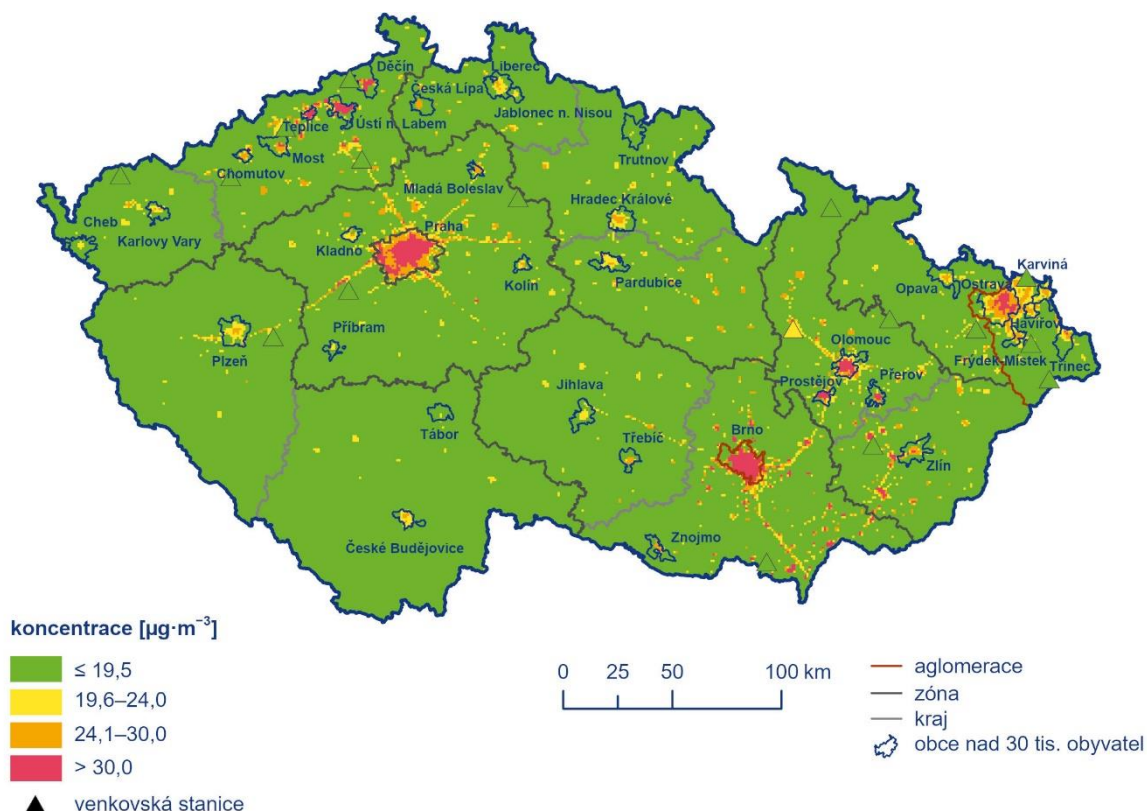 Děčín
Liberec
Česká Lípa
Jablonec n. Nisou
Teplice
Ústí n. Labem
Most
Chomutov
Trutnov
Mladá Boleslav
Hradec Králové
Cheb
Karlovy Vary
Praha
Kladno
Kolín
Pardubice
Karviná
Opava
Ostrava
Havířov
Plzeň
Příbram
Olomouc
Frýdek-Místek
Třinec
Prostějov
Přerov
Jihlava
Tábor
Třebíč
Brno
Zlín
České Budějovice
Znojmo
koncentrace [µg·m⁻³]
≤ 19,5
19,6–24,0
24,1–30,0
> 30,0
venkovská stanice
0 25 50 100 km
aglomerace
zóna
kraj
obce nad 30 tis. obyvatel